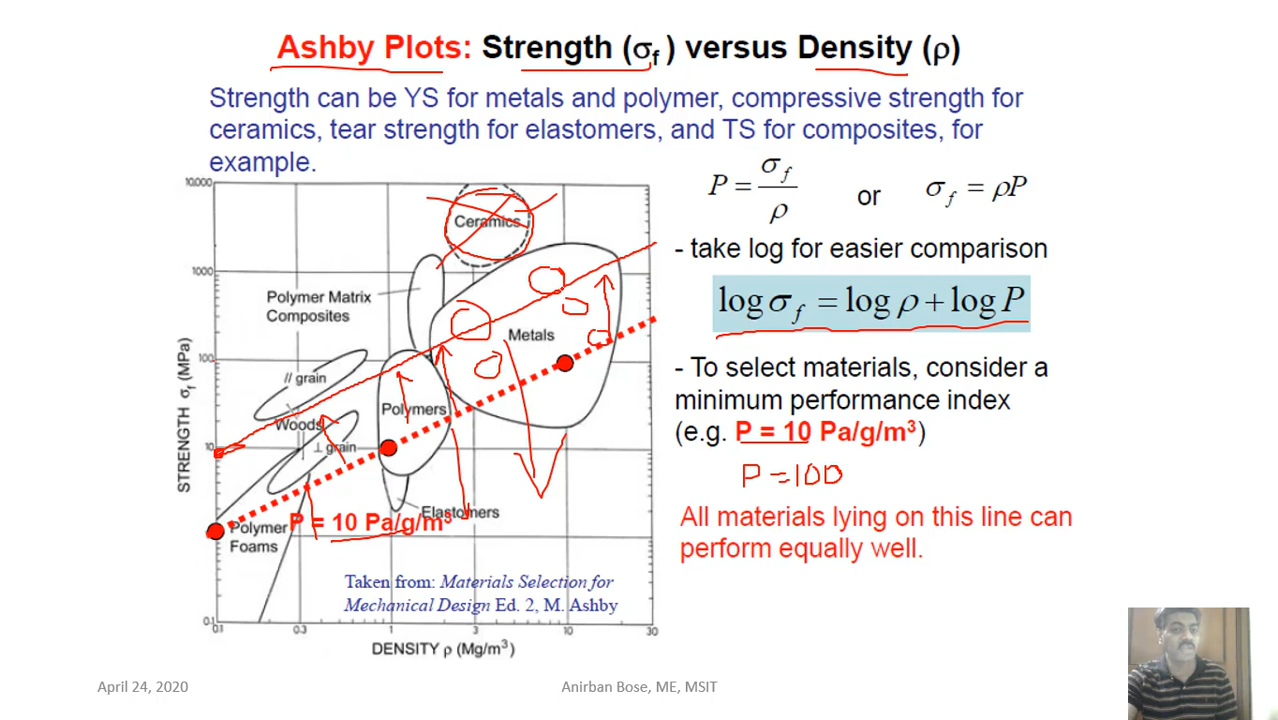 Ashby Plots: Strength (σf ) versus Density (ρ)
Strength can be YS for metals and polymer, compressive strength for
ceramics, tear strength for elastomers, and TS for composites, for
example.
P = σf / ρ or σf = ρP
- take log for easier comparison
log σf = log ρ + log P
- To select materials, consider a
minimum performance index
(e.g. P = 10 Pa/g/m³)
P = 100
All materials lying on this line can
perform equally well.
STRENGTH σf (MPa)
10,000
1000
100
10
0.1
Ceramics
Polymer Matrix
Composites
Metals
// grain
Polymers
Woods
⊥ grain
Elastomers
Polymer
Foams
P = 10 Pa/g/m³
Taken from: Materials Selection for
Mechanical Design Ed. 2, M. Ashby
0.1 0.3 1 3 10 30
DENSITY ρ (Mg/m³)
April 24, 2020
Anirban Bose, ME, MSIT